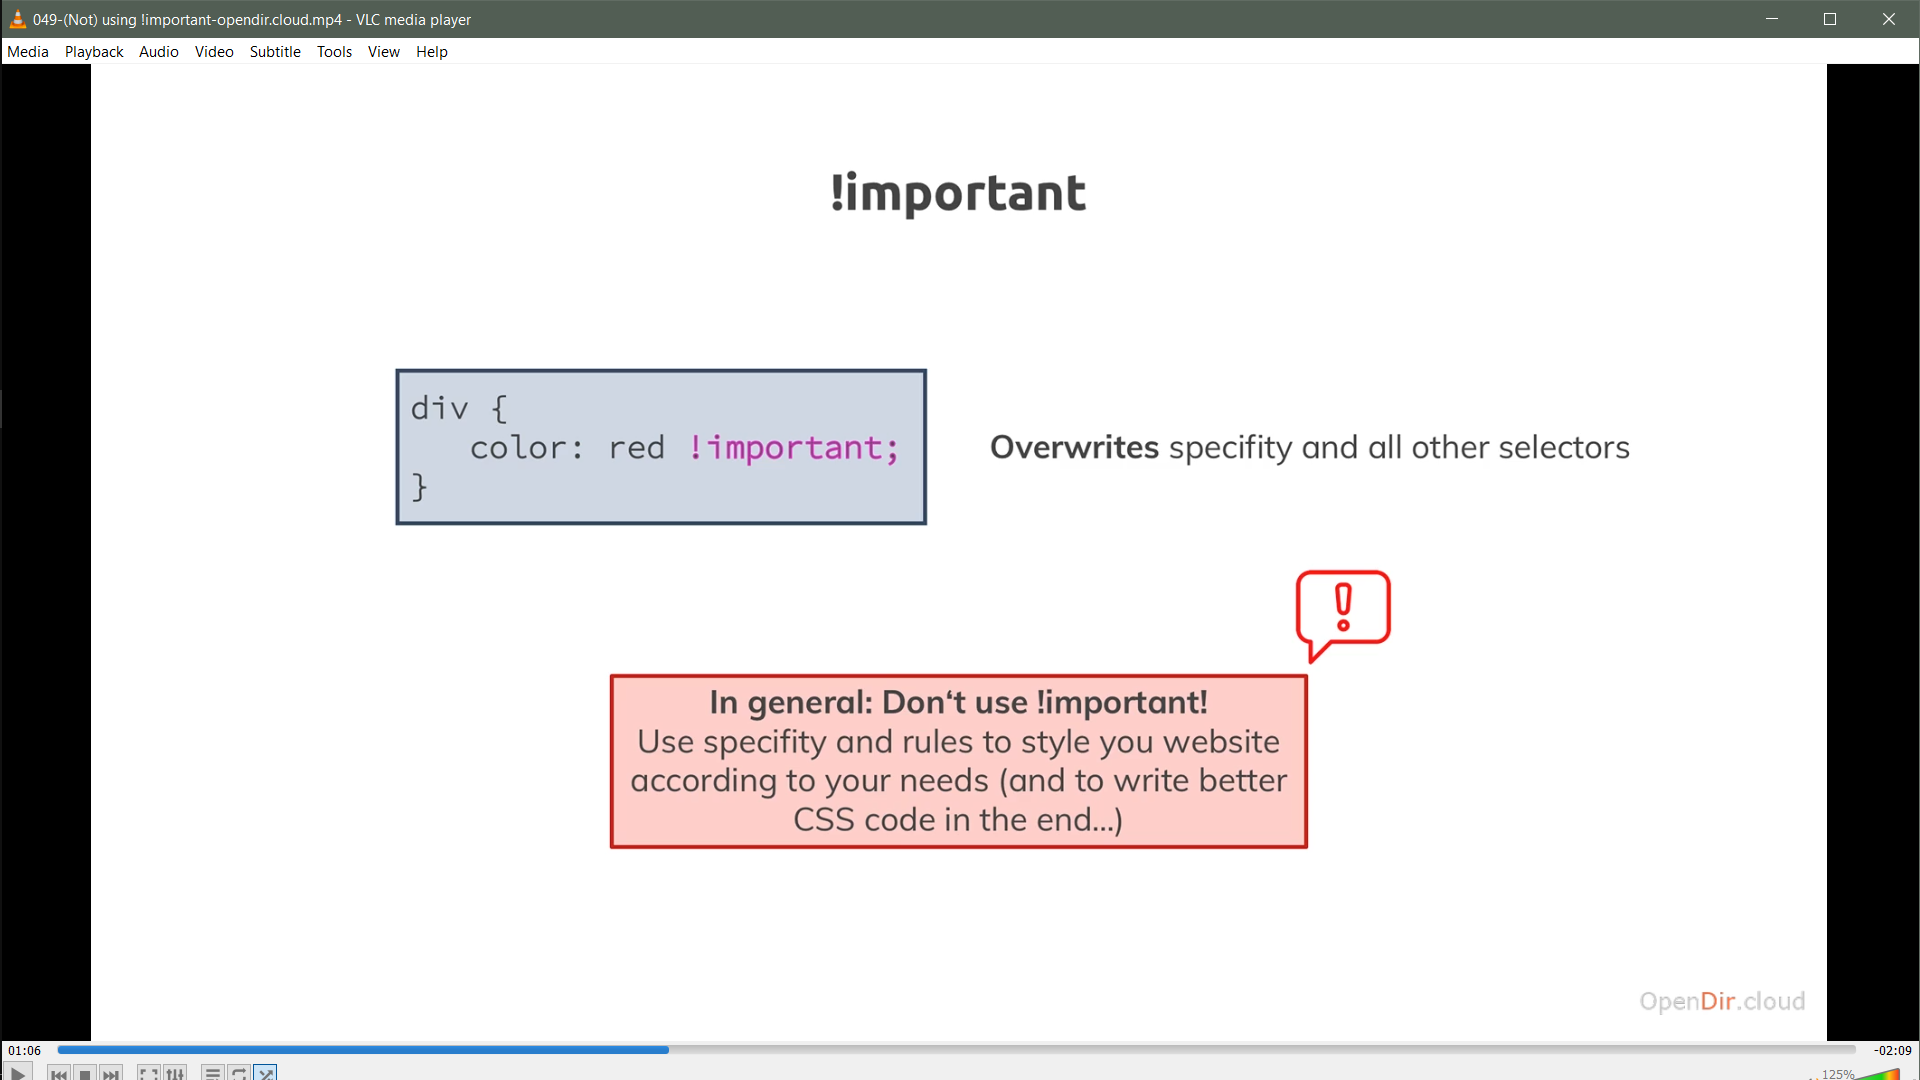 049-(Not) using !important-opendir.cloud.mp4 - VLC media player
Media Playback Audio Video Subtitle Tools View Help
!important
div {
color: red !important;
}
Overwrites specifity and all other selectors
In general: Don‘t use !important!
Use specifity and rules to style you website
according to your needs (and to write better
CSS code in the end...)
OpenDir.cloud
01:06
-02:09
125%